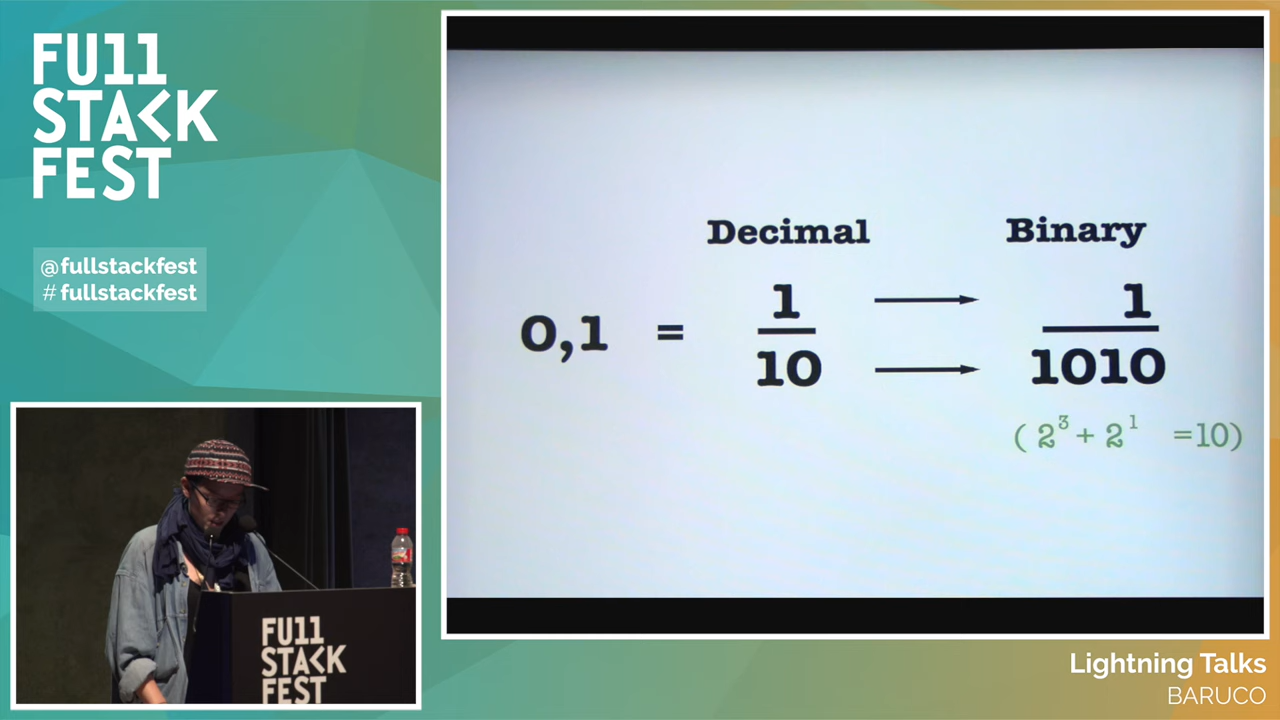 FU11
STACK
FEST
@fullstackfest
# fullstackfest
Decimal Binary
0,1 = 1/10 → 1/1010
→
(2³ + 2¹ =10)
FU11
STACK
FEST
Lightning Talks
BARUCO